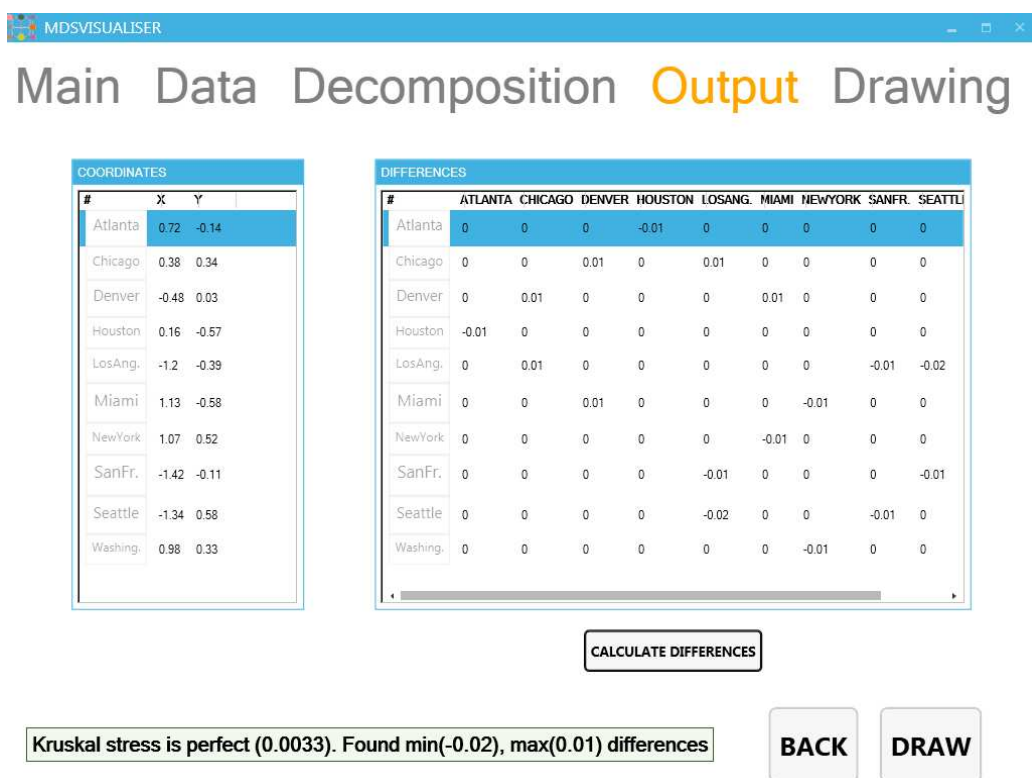 MDSVISUALISER
Main Data Decomposition Output Drawing
COORDINATES
# X Y
Atlanta 0.72 -0.14
Chicago 0.38 0.34
Denver -0.48 0.03
Houston 0.16 -0.57
LosAng. -1.2 -0.39
Miami 1.13 -0.58
NewYork 1.07 0.52
SanFr. -1.42 -0.11
Seattle -1.34 0.58
Washing. 0.98 0.33
DIFFERENCES
# ATLANTA CHICAGO DENVER HOUSTON LOSANG. MIAMI NEWYORK SANFR. SEATTL
Atlanta 0 0 0 -0.01 0 0 0 0 0
Chicago 0 0 0.01 0 0.01 0 0 0 0
Denver 0 0.01 0 0 0 0.01 0 0 0
Houston -0.01 0 0 0 0 0 0 0 0
LosAng. 0 0.01 0 0 0 0 0 -0.01 -0.02
Miami 0 0 0.01 0 0 0 -0.01 0 0
NewYork 0 0 0 0 0 -0.01 0 0 0
SanFr. 0 0 0 0 -0.01 0 0 0 -0.01
Seattle 0 0 0 0 -0.02 0 0 -0.01 0
Washing. 0 0 0 0 0 0 -0.01 0 0
CALCULATE DIFFERENCES
Kruskal stress is perfect (0.0033). Found min(-0.02), max(0.01) differences
BACK DRAW